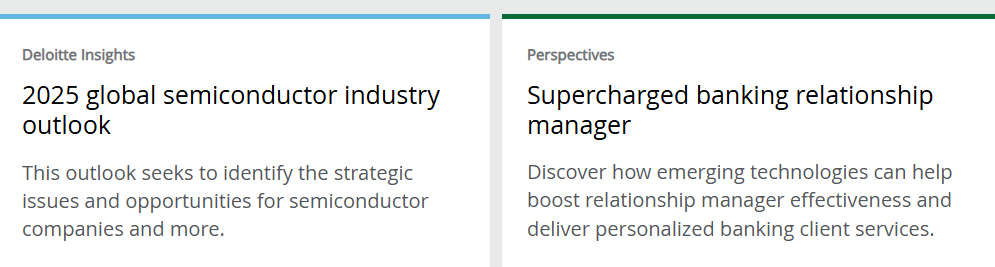 Deloitte Insights
2025 global semiconductor industry
outlook
This outlook seeks to identify the strategic
issues and opportunities for semiconductor
companies and more.
Perspectives
Supercharged banking relationship
manager
Discover how emerging technologies can help
boost relationship manager effectiveness and
deliver personalized banking client services.